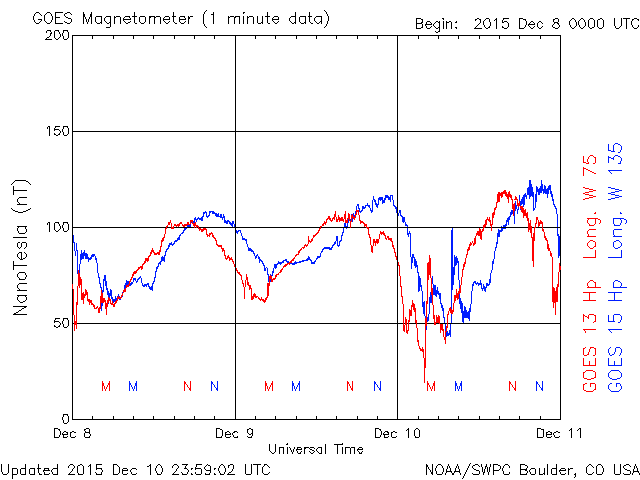 GOES Magnetometer (1 minute data)
Begin: 2015 Dec 8 0000 UTC
200
150
100
50
0
NanoTesla (nT)
M M N N M M N N M M N N
Dec 8 Dec 9 Dec 10 Dec 11
Universal Time
GOES 13 Hp Long. W 75
GOES 15 Hp Long. W 135
Updated 2015 Dec 10 23:59:02 UTC
NOAA/SWPC Boulder, CO USA